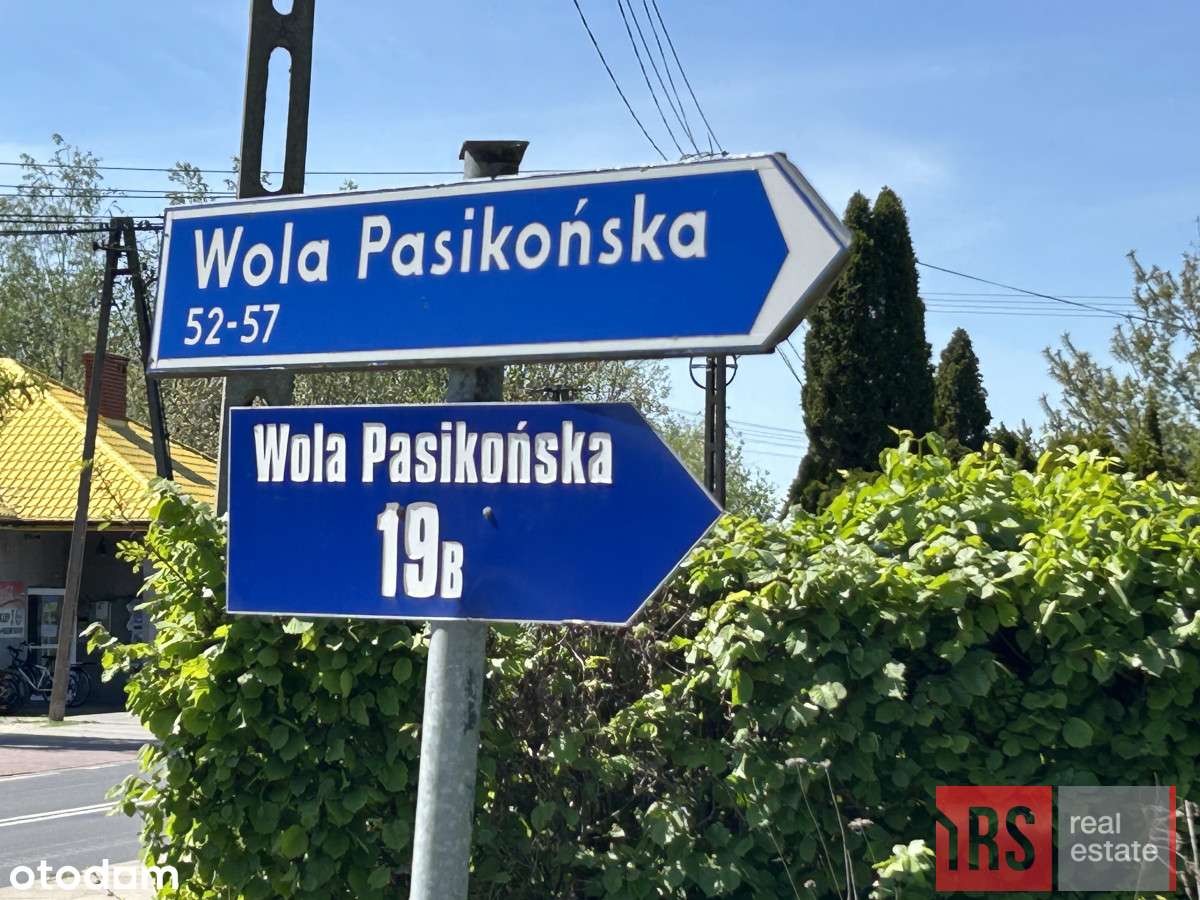 Wola Pasikońska
52-57
Wola Pasikońska
19B
otodom
IRS
real
estate